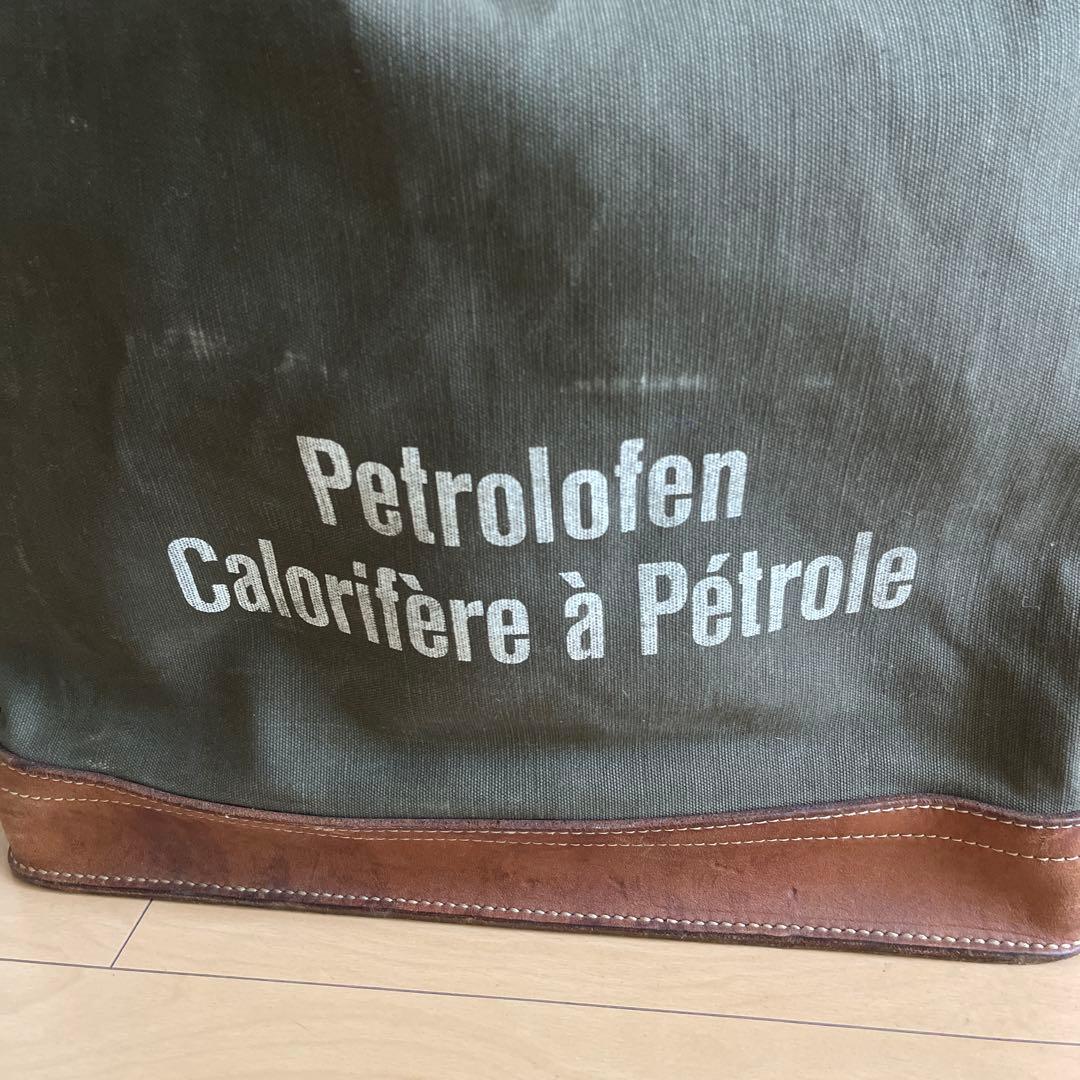 Petrolofen
Calorifère à Pétrole